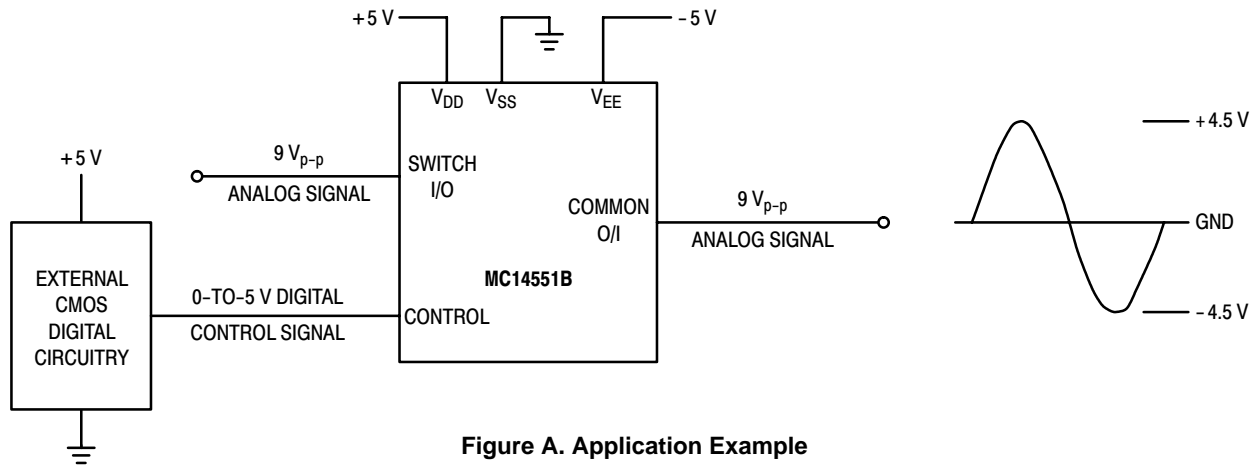 +5 V
−5 V
VDD
VSS
VEE
+5 V
9 Vp−p
ANALOG SIGNAL
SWITCH
I/O
COMMON
O/I
9 Vp−p
ANALOG SIGNAL
MC14551B
EXTERNAL
CMOS
DIGITAL
CIRCUITRY
0−TO−5 V DIGITAL
CONTROL SIGNAL
CONTROL
+4.5 V
GND
−4.5 V
Figure A. Application Example